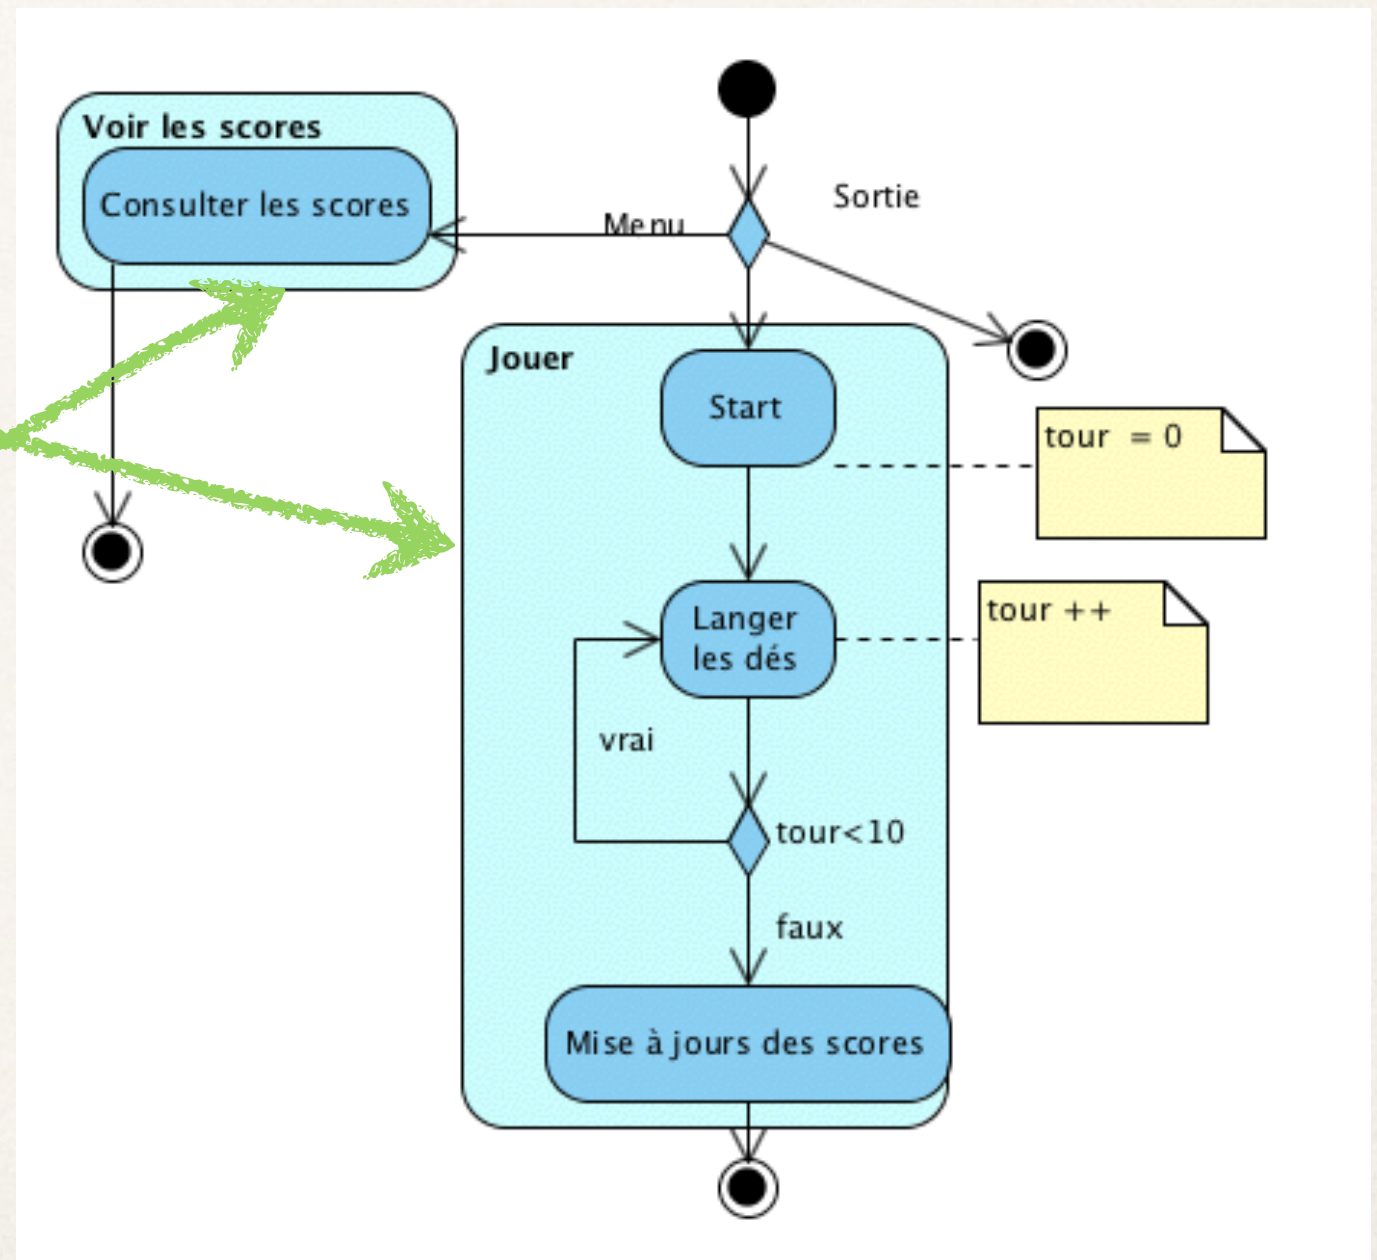 Voir les scores
Consulter les scores
Menu
Sortie
Jouer
Start
tour = 0
Langer
les dés
tour ++
vrai
tour<10
faux
Mise à jours des scores